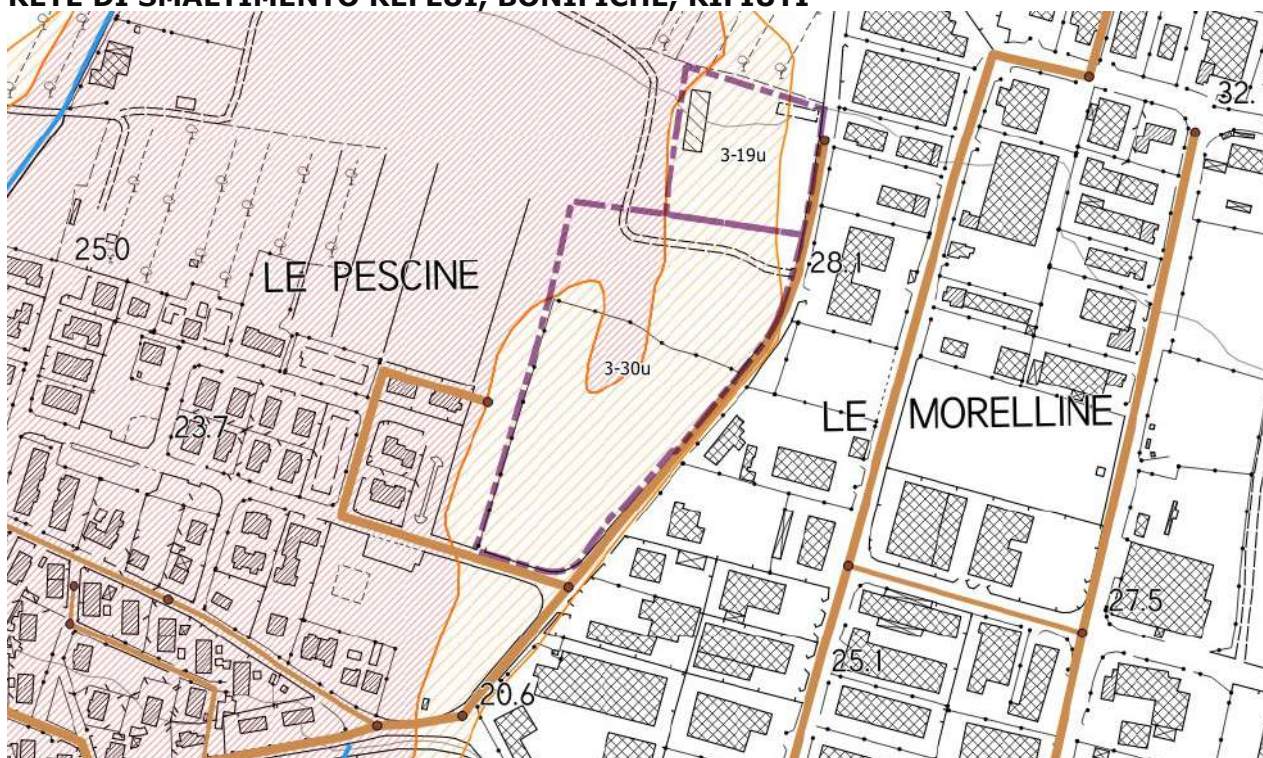 RETE DI SMALTIMENTO REFLUI, BONIFICHE, RIFIUTI
32.
3-19u
25.0
LE PESCINE
28.1
3-30u
23.7
LE MORELLINE
27.5
25.1
20.6